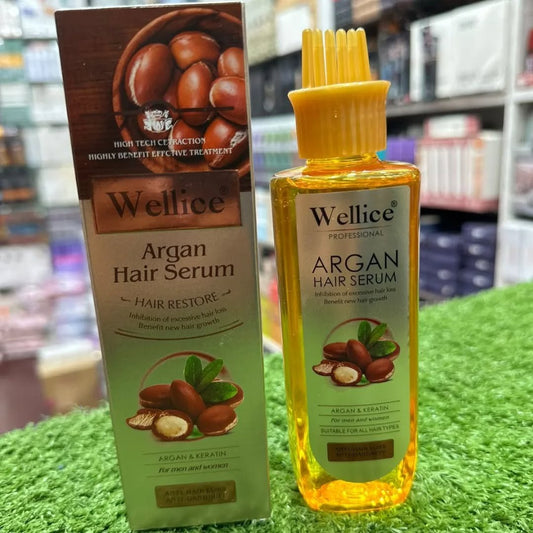 HIGH TECH CETRACTION
HIGHLY BENEFIT EFFCTIVE TREATMENT
Wellice®
Argan
Hair Serum
HAIR RESTORE
Inhibition of excessive hair loss
Benefit new hair growth
ARGAN & KERATIN
For men and women
Wellice®
PROFESSIONAL
ARGAN
HAIR SERUM
Inhibition of excessive hair loss
Benefit new hair growth
ARGAN & KERATIN
For men and women
SUITABLE FOR ALL HAIR TYPES